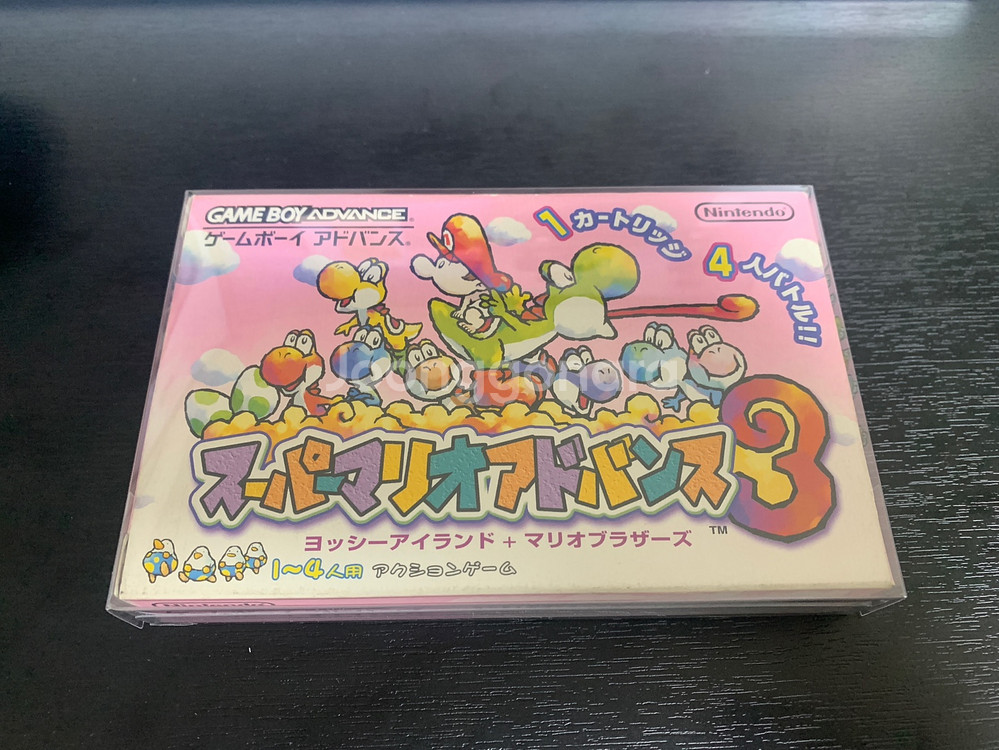 GAME BOY ADVANCE
ゲームボーイ アドバンス
Nintendo
1カートリッジ
4人バトル!!
Joonggonara
スーパーマリオアドバンス3
TM
ヨッシーアイランド + マリオブラザーズ
1~4人用 アクションゲーム
Nintendo